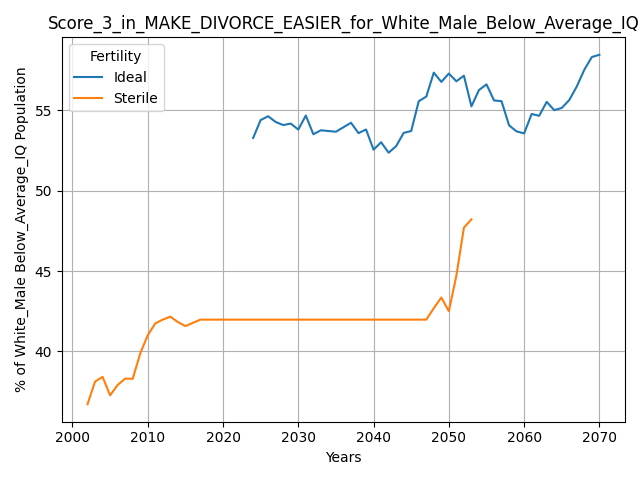 Score_3_in_MAKE_DIVORCE_EASIER_for_White_Male_Below_Average_IQ
Fertility
Ideal
Sterile
% of White_Male Below_Average_IQ Population
55
50
45
40
2000 2010 2020 2030 2040 2050 2060 2070
Years